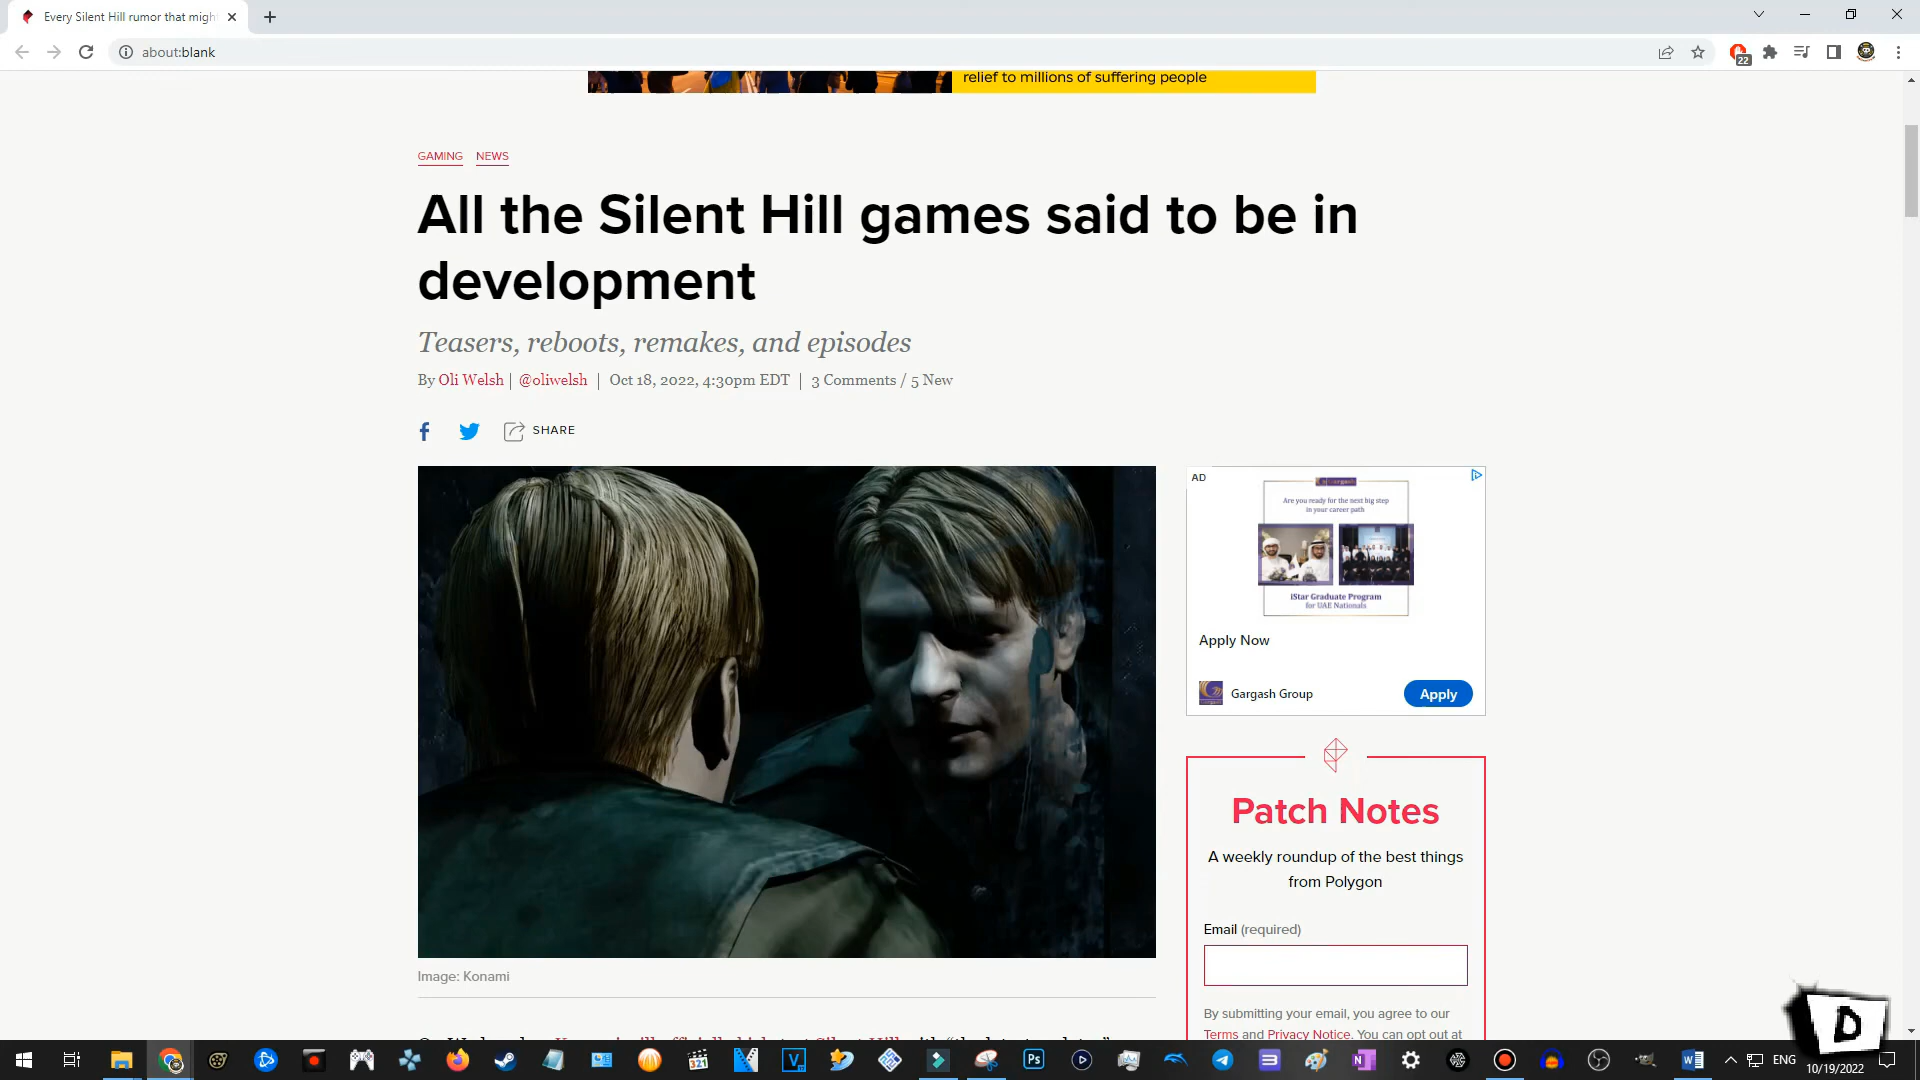 Every Silent Hill rumor that migh
about:blank
22
relief to millions of suffering people
GAMING NEWS
All the Silent Hill games said to be in
development
Teasers, reboots, remakes, and episodes
By Oli Welsh | @oliwelsh | Oct 18, 2022, 4:30pm EDT | 3 Comments / 5 New
SHARE
AD
Are you ready for the next big step
in your career path
iStar Graduate Program
for UAE Nationals
Apply Now
Gargash Group
Apply
Patch Notes
A weekly roundup of the best things
from Polygon
Email (required)
Image: Konami
By submitting your email, you agree to our
Terms and Privacy Notice. You can opt out at
D
321
Ps
ENG
10/19/2022